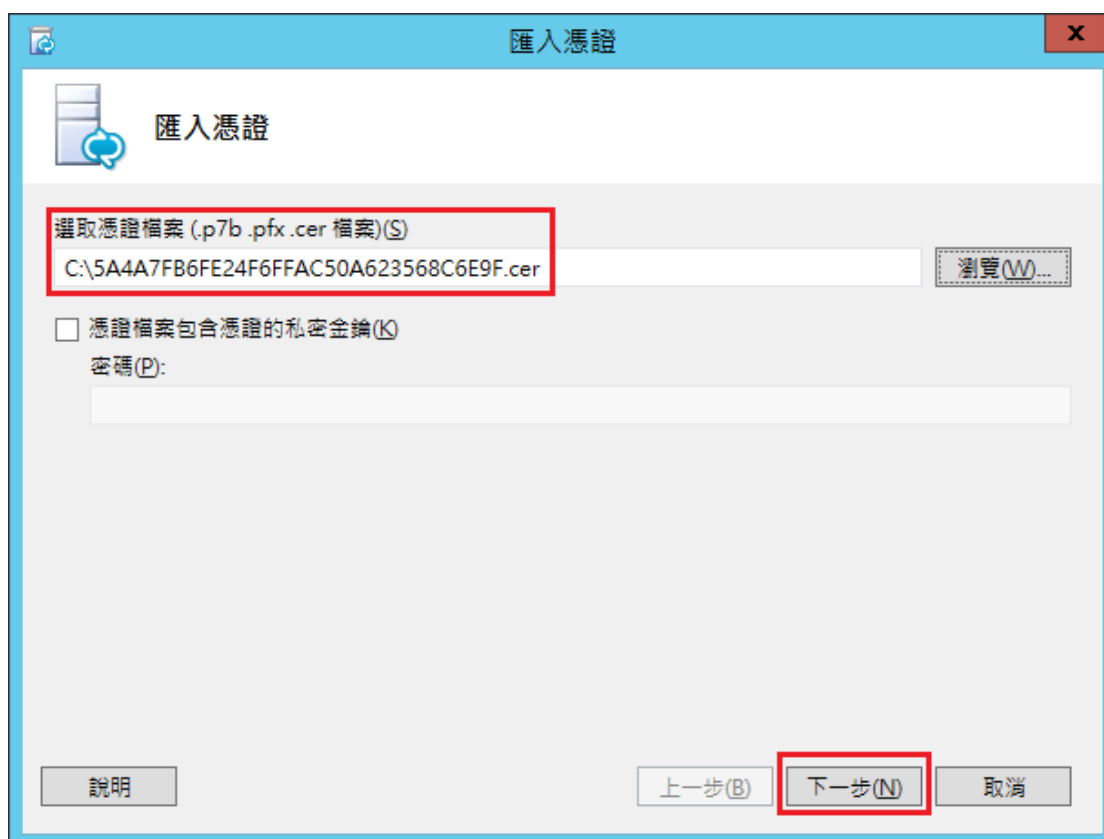 匯入憑證
x
匯入憑證
選取憑證檔案 (.p7b .pfx .cer 檔案)(S)
C:\5A4A7FB6FE24F6FFAC50A623568C6E9F.cer
瀏覽(W)...
憑證檔案包含憑證的私密金鑰(K)
密碼(P):
說明
上一步(B)
下一步(N)
取消